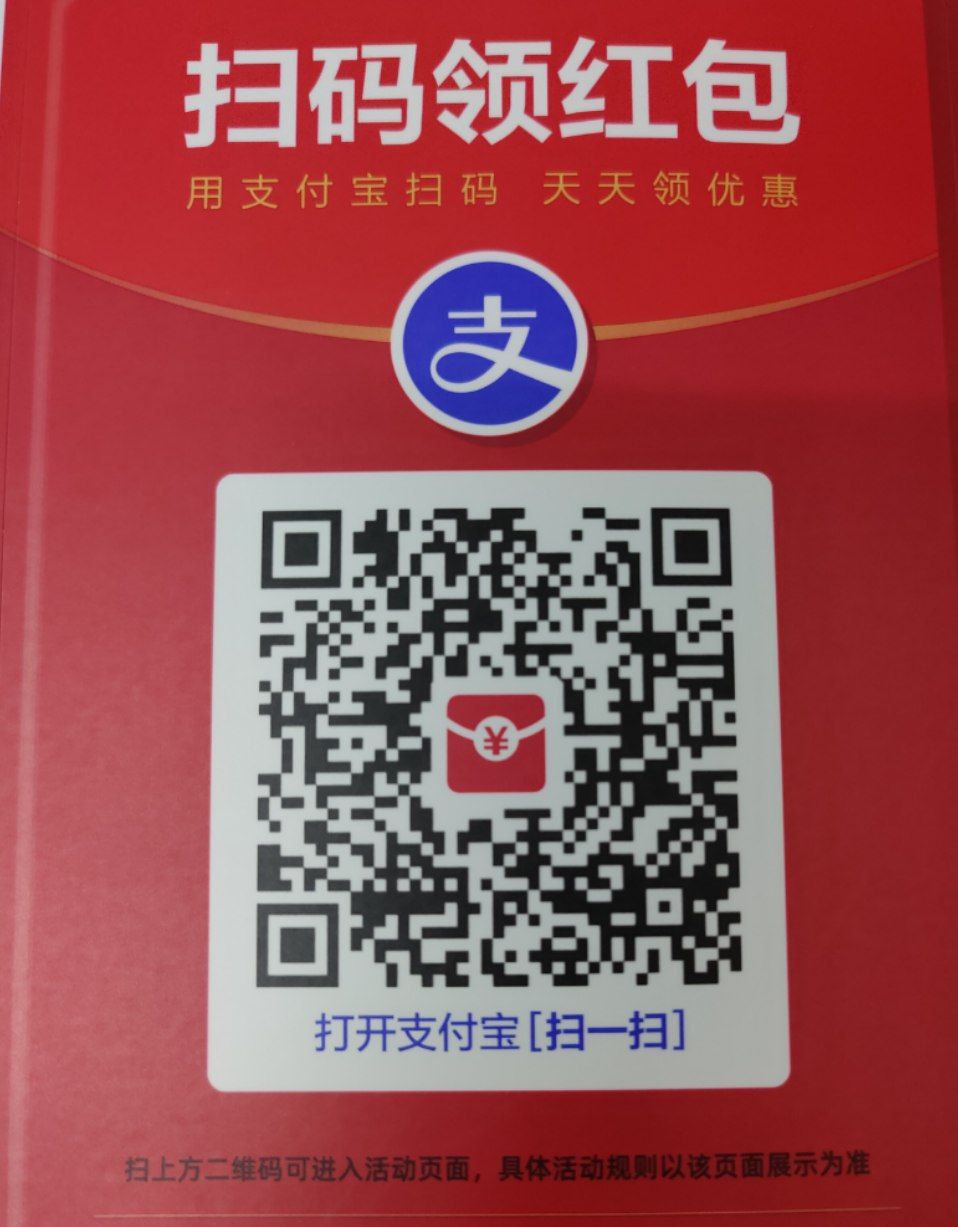 扫码领红包
用支付宝扫码 天天领优惠
支
¥
打开支付宝[扫一扫]
扫上方二维码可进入活动页面，具体活动规则以该页面展示为准